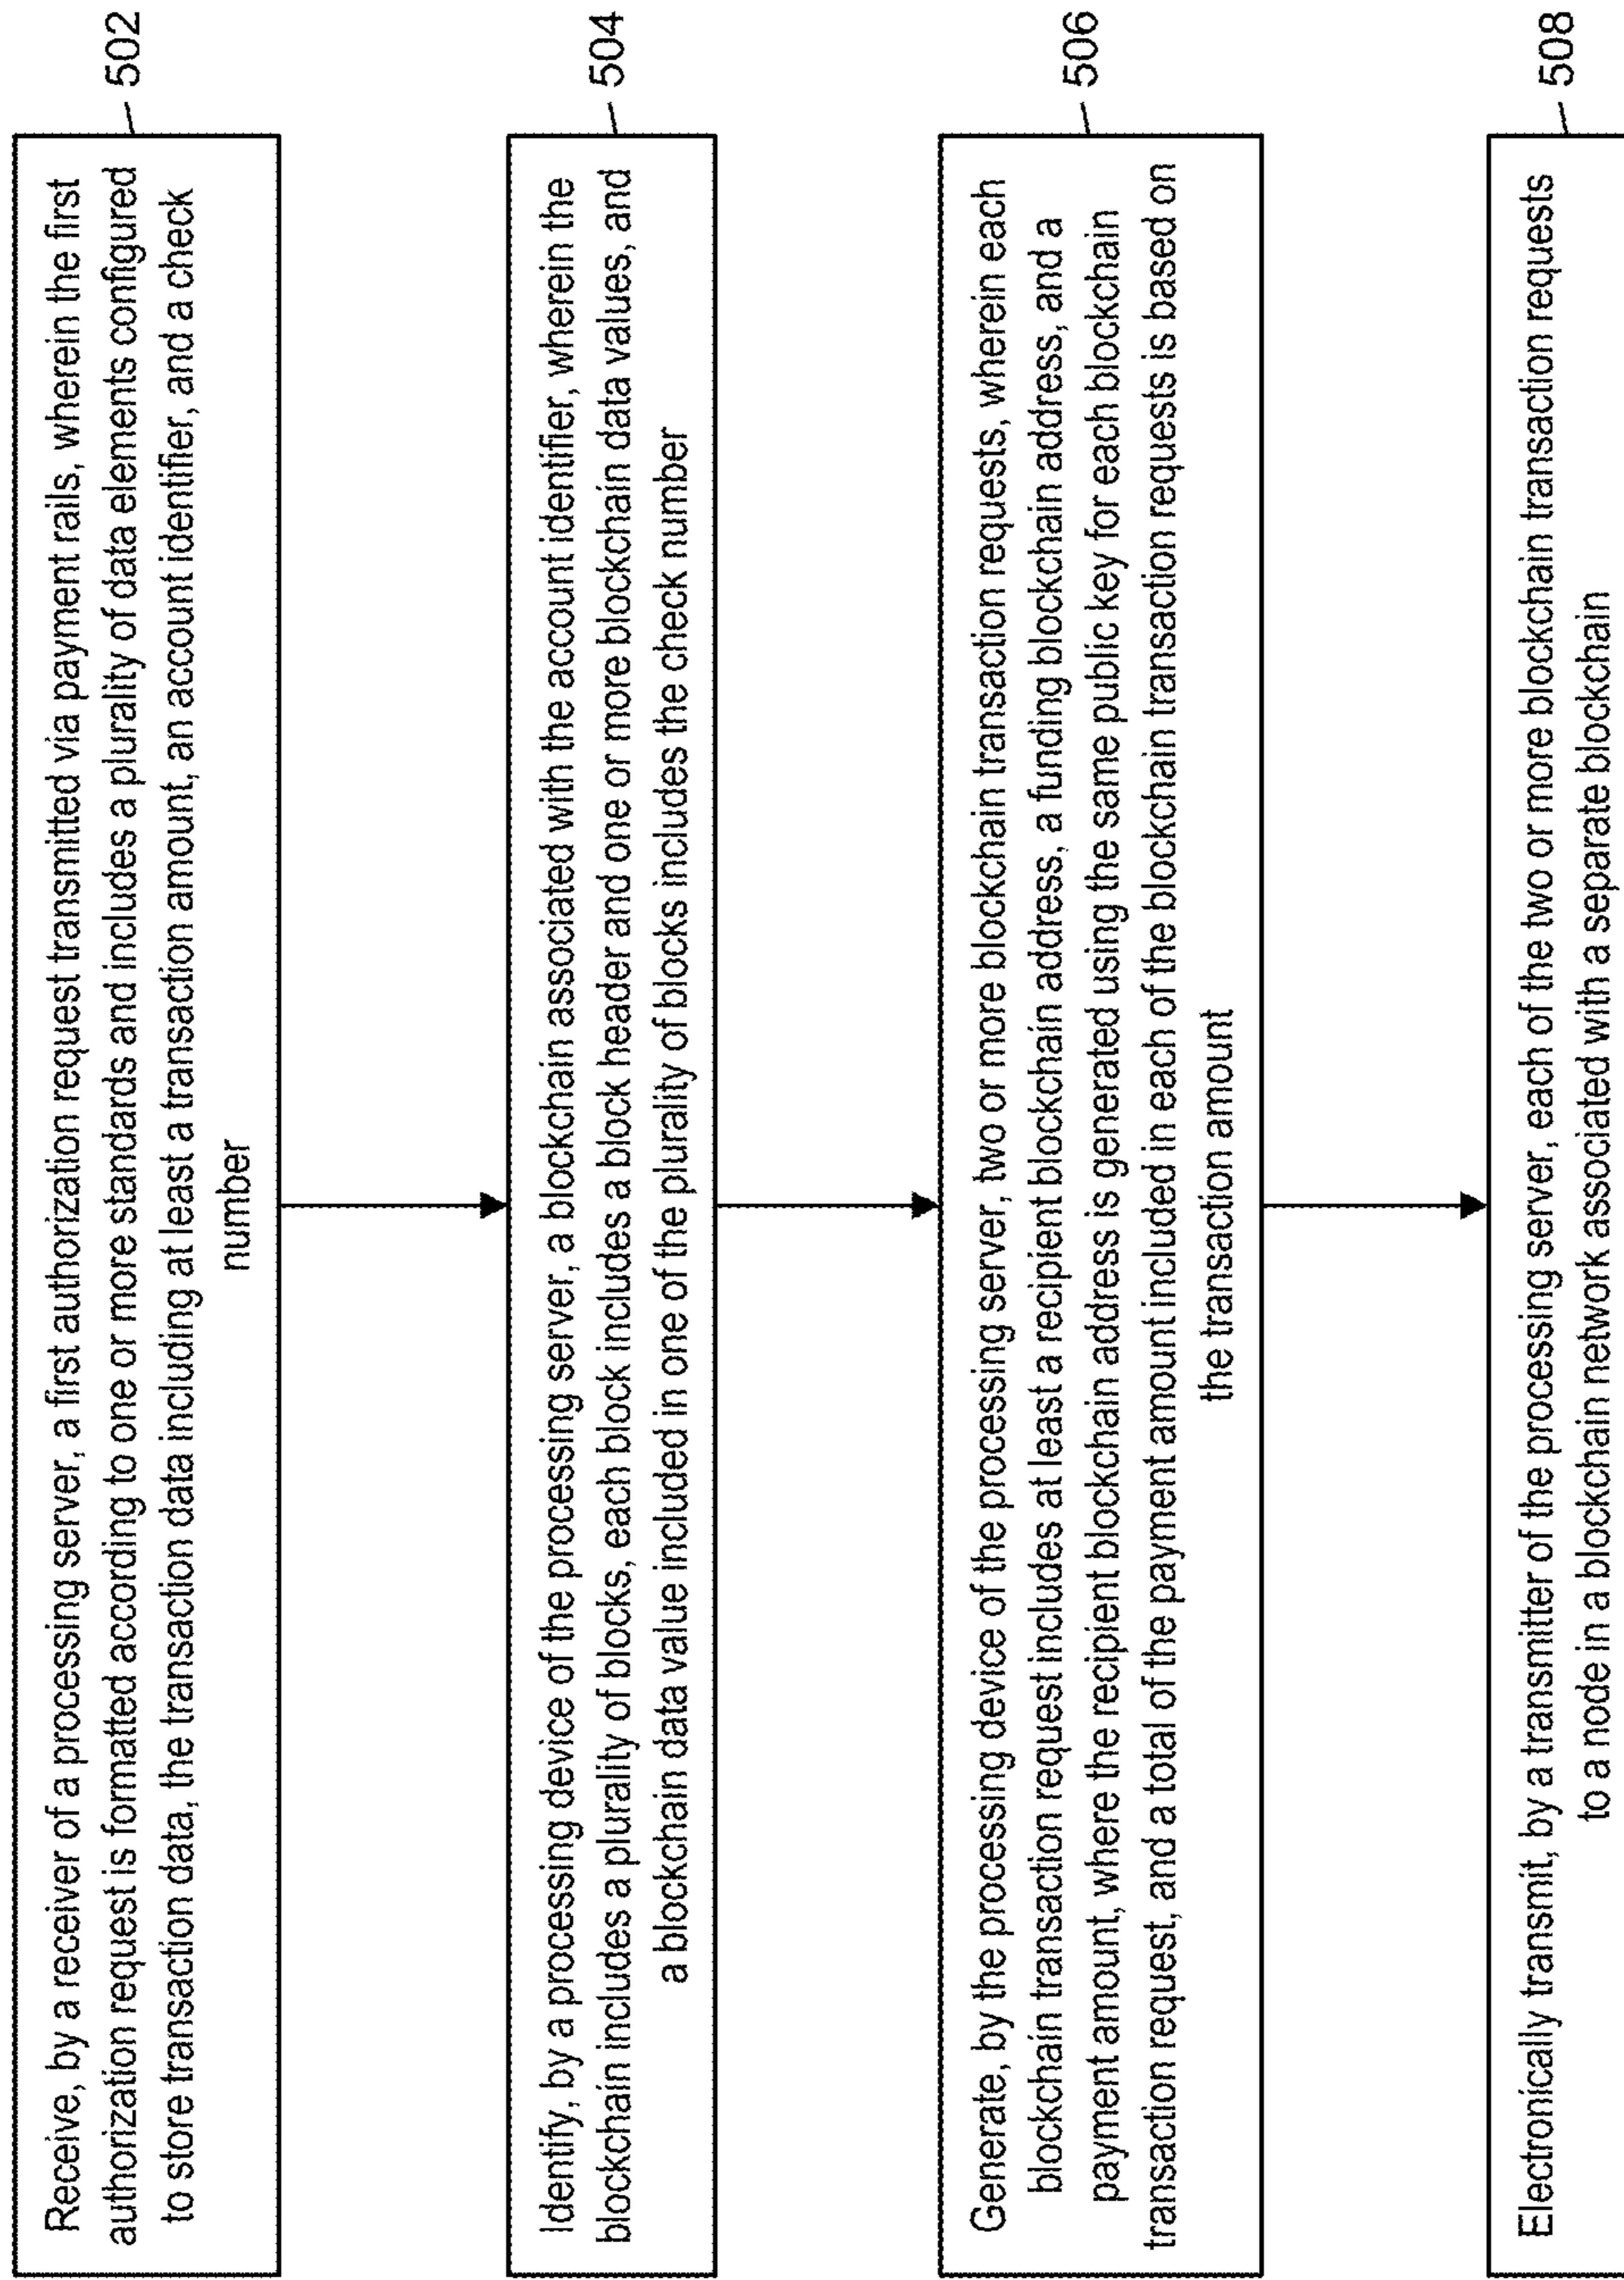 Receive, by a receiver of a processing server, a first authorization request transmitted via payment rails, wherein the first
authorization request is formatted according to one or more standards and includes a plurality of data elements configured
to store transaction data, the transaction data including at least a transaction amount, an account identifier, and a check
number
502
Identify, by a processing device of the processing server, a blockchain associated with the account identifier, wherein the
blockchain includes a plurality of blocks, each block includes a block header and one or more blockchain data values, and
a blockchain data value included in one of the plurality of blocks includes the check number
504
Generate, by the processing device of the processing server, two or more blockchain transaction requests, wherein each
blockchain transaction request includes at least a recipient blockchain address, a funding blockchain address, and a
payment amount, where the recipient blockchain address is generated using the same public key for each blockchain
transaction request, and a total of the payment amount included in each of the blockchain transaction requests is based on
the transaction amount
506
Electronically transmit, by a transmitter of the processing server, each of the two or more blockchain transaction requests
to a node in a blockchain network associated with a separate blockchain
508